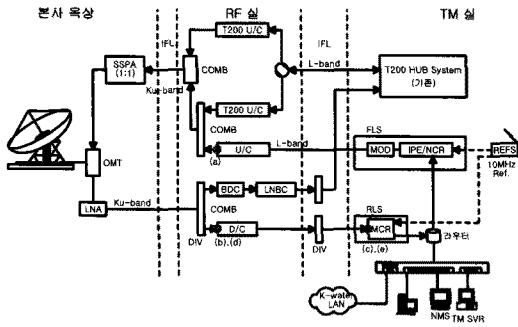 본사 옥상
RF 실
TM 실
IFL
IFL
SSPA
(1:1)
T200 U/C
COMB
Ku-band
L-band
T200 HUB System
(기존)
T200 U/C
COMB
FLS
(a)
U/C
L-band
MOD
IPE/NCR
REFS
10MHz
Ref.
OMT
BDC
LNBC
LNA
Ku-band
COMB
RLS
D/C
MCR
라우터
DIV
(b),(d)
DIV
(c),(e)
K-water
LAN
NMS
TM SVR